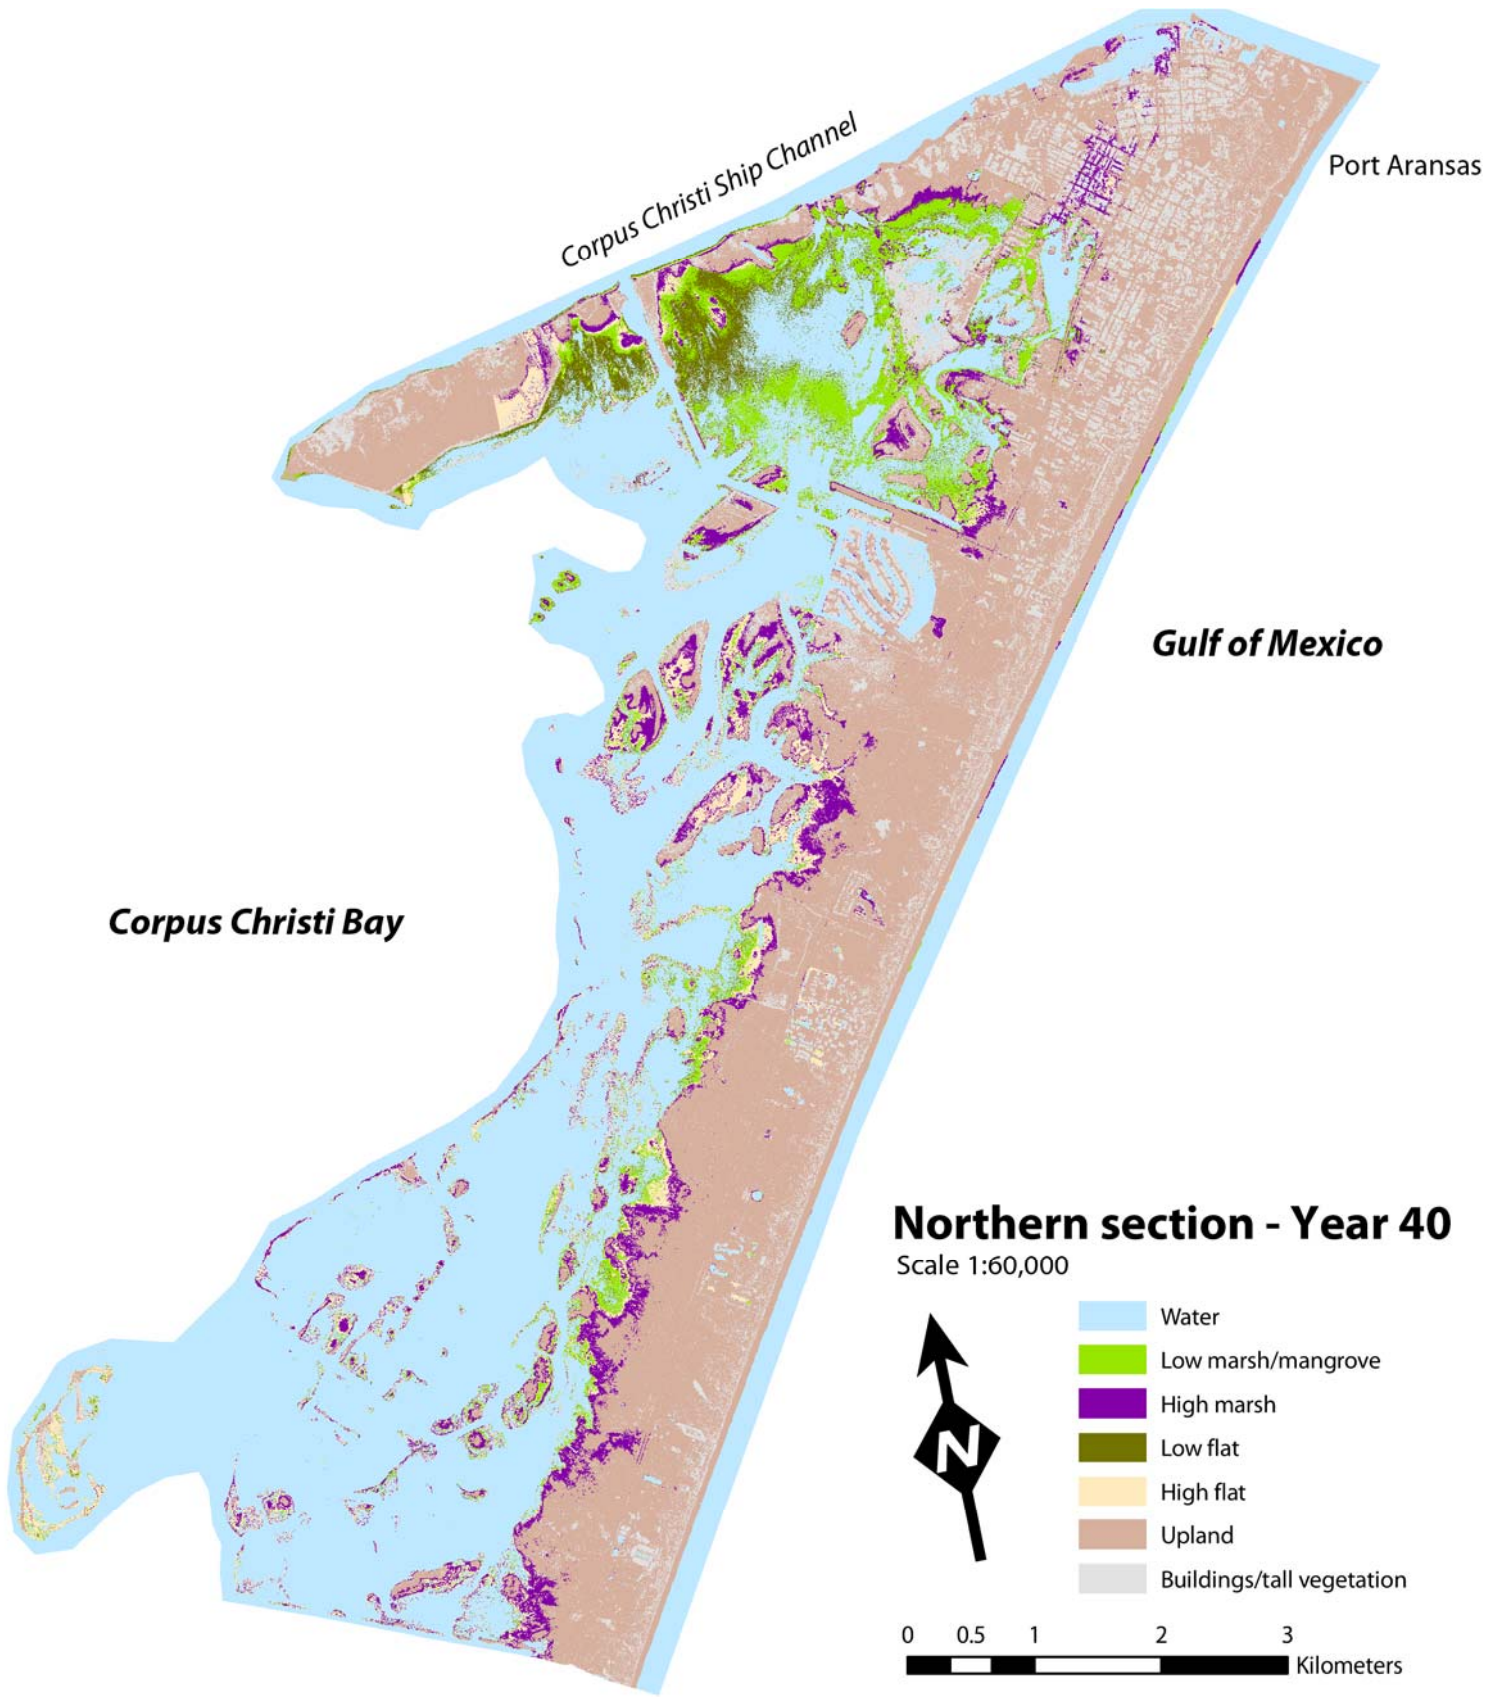 Corpus Christi Ship Channel
Port Aransas
Gulf of Mexico
Corpus Christi Bay
Northern section - Year 40
Scale 1:60,000
N
Water
Low marsh/mangrove
High marsh
Low flat
High flat
Upland
Buildings/tall vegetation
0 0.5 1 2 3
Kilometers